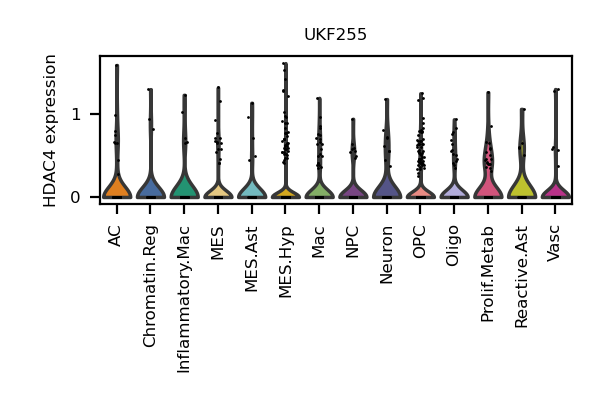 UKF255
HDAC4 expression
1
0
AC
Chromatin.Reg
Inflammatory.Mac
MES
MES.Ast
MES.Hyp
Mac
NPC
Neuron
OPC
Oligo
Prolif.Metab
Reactive.Ast
Vasc